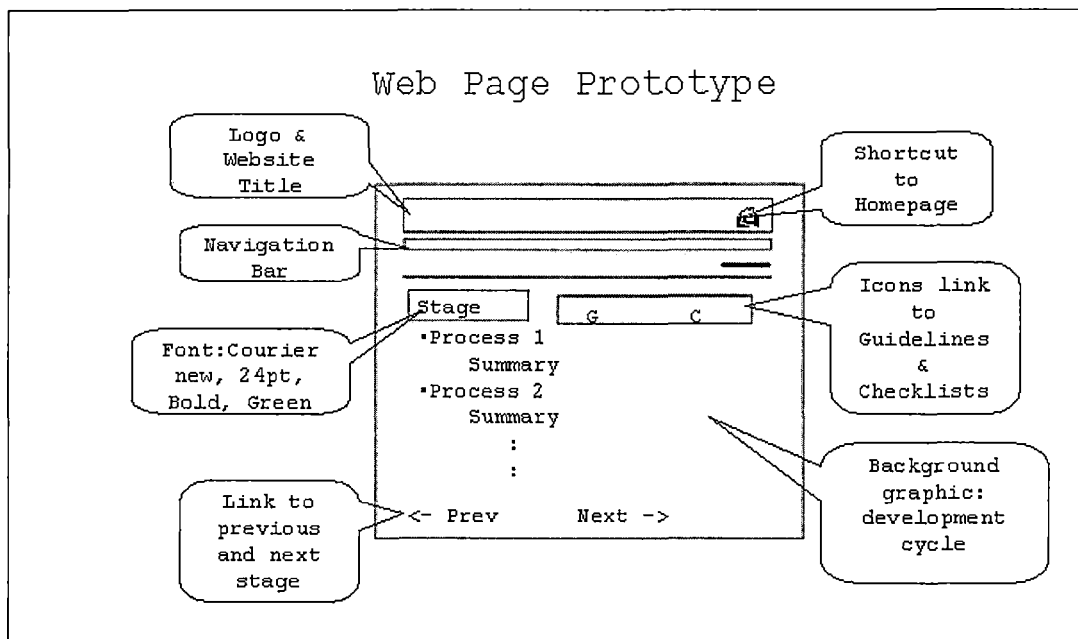 Web Page Prototype
Logo &
Website
Title
Shortcut
to
Homepage
Navigation
Bar
Stage
G C
Icons link
to
Guidelines
&
Checklists
Font:Courier
new, 24pt,
Bold, Green
▪Process 1
Summary
▪Process 2
Summary
:
:
Background
graphic:
development
cycle
Link to
previous
and next
stage
<- Prev Next ->